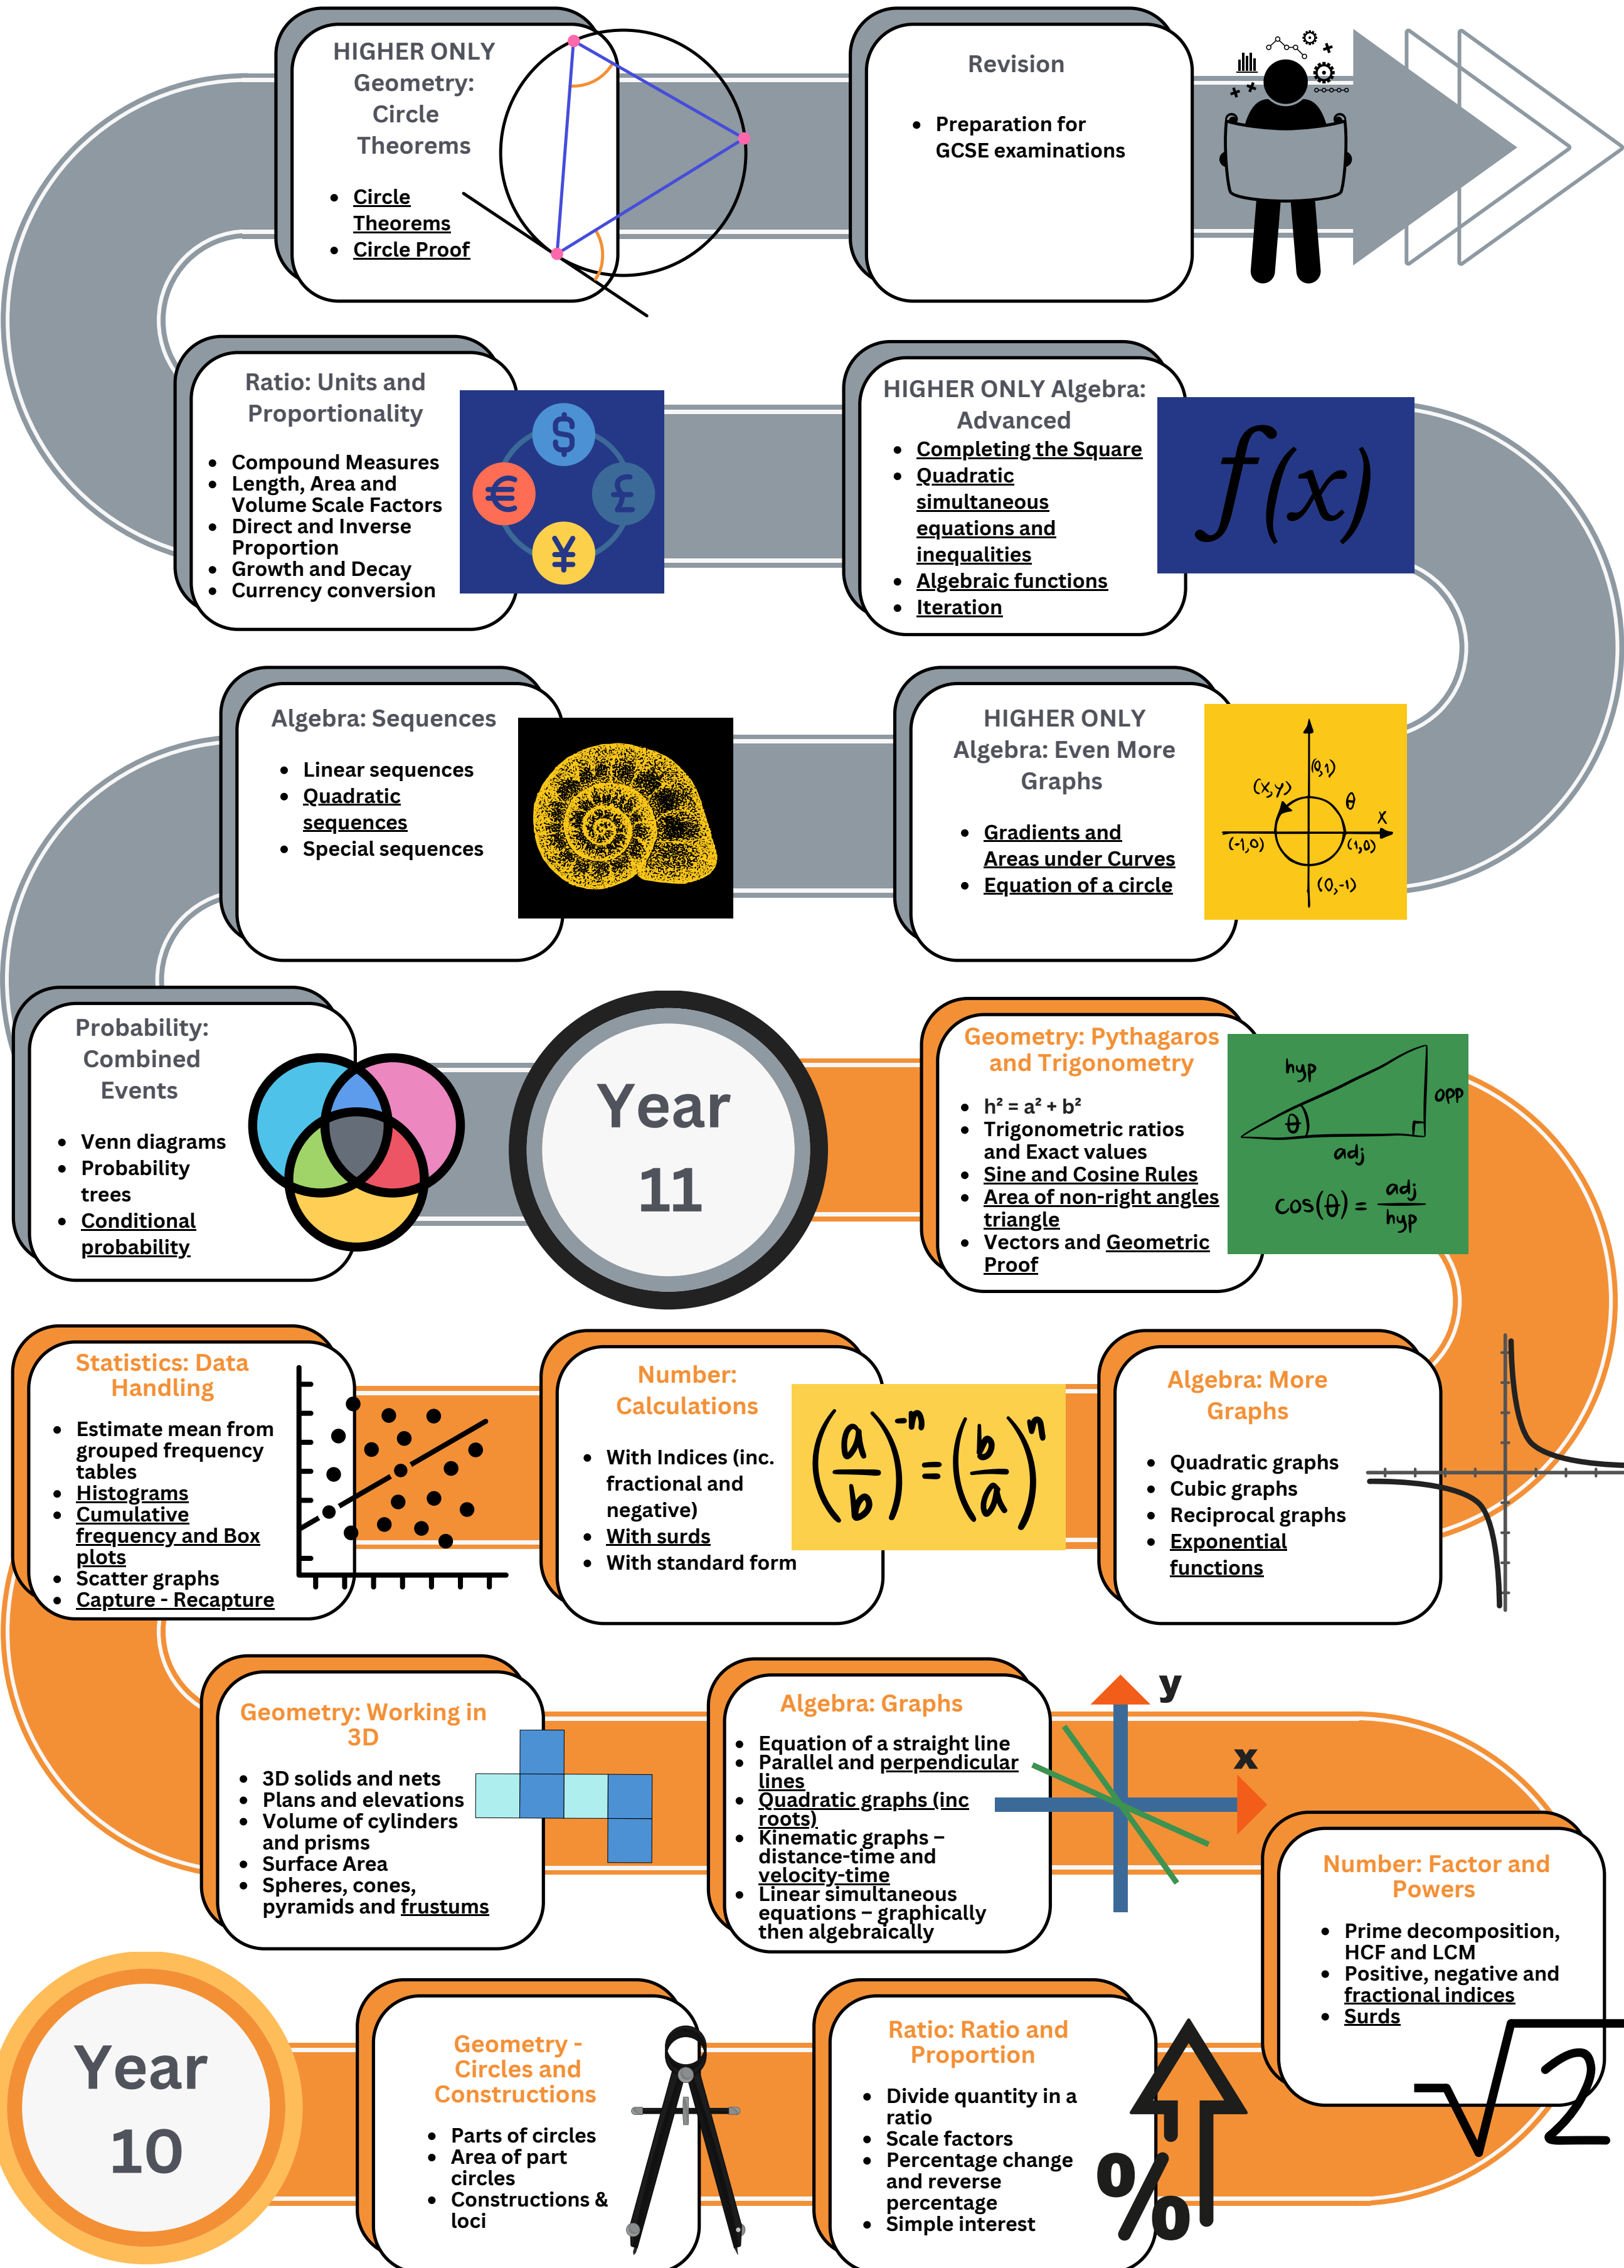 HIGHER ONLY
Geometry:
Circle
Theorems
Circle
Theorems
Circle Proof
Revision
Preparation for
GCSE examinations
Ratio: Units and
Proportionality
Compound Measures
Length, Area and
Volume Scale Factors
Direct and Inverse
Proportion
Growth and Decay
Currency conversion
$
€
£
¥
HIGHER ONLY Algebra:
Advanced
Completing the Square
Quadratic
simultaneous
equations and
inequalities
Algebraic functions
Iteration
f(x)
Algebra: Sequences
Linear sequences
Quadratic
sequences
Special sequences
HIGHER ONLY
Algebra: Even More
Graphs
Gradients and
Areas under Curves
Equation of a circle
(0,1)
(x,y)
θ
x
(-1,0)
(1,0)
(0,-1)
Probability:
Combined
Events
Venn diagrams
Probability
trees
Conditional
probability
Year
11
Geometry: Pythagaros
and Trigonometry
h² = a² + b²
Trigonometric ratios
and Exact values
Sine and Cosine Rules
Area of non-right angles
triangle
Vectors and Geometric
Proof
hyp
opp
θ
adj
cos(θ) = adj/hyp
Statistics: Data
Handling
Estimate mean from
grouped frequency
tables
Histograms
Cumulative
frequency and Box
plots
Scatter graphs
Capture - Recapture
Number:
Calculations
With Indices (inc.
fractional and
negative)
With surds
With standard form
(a/b)^-n = (b/a)^n
Algebra: More
Graphs
Quadratic graphs
Cubic graphs
Reciprocal graphs
Exponential
functions
Geometry: Working in
3D
3D solids and nets
Plans and elevations
Volume of cylinders
and prisms
Surface Area
Spheres, cones,
pyramids and frustums
Algebra: Graphs
Equation of a straight line
Parallel and perpendicular
lines
Quadratic graphs (inc
roots)
Kinematic graphs –
distance-time and
velocity-time
Linear simultaneous
equations – graphically
then algebraically
y
x
Number: Factor and
Powers
Prime decomposition,
HCF and LCM
Positive, negative and
fractional indices
Surds
√2
Year
10
Geometry -
Circles and
Constructions
Parts of circles
Area of part
circles
Constructions &
loci
Ratio: Ratio and
Proportion
Divide quantity in a
ratio
Scale factors
Percentage change
and reverse
percentage
Simple interest
%